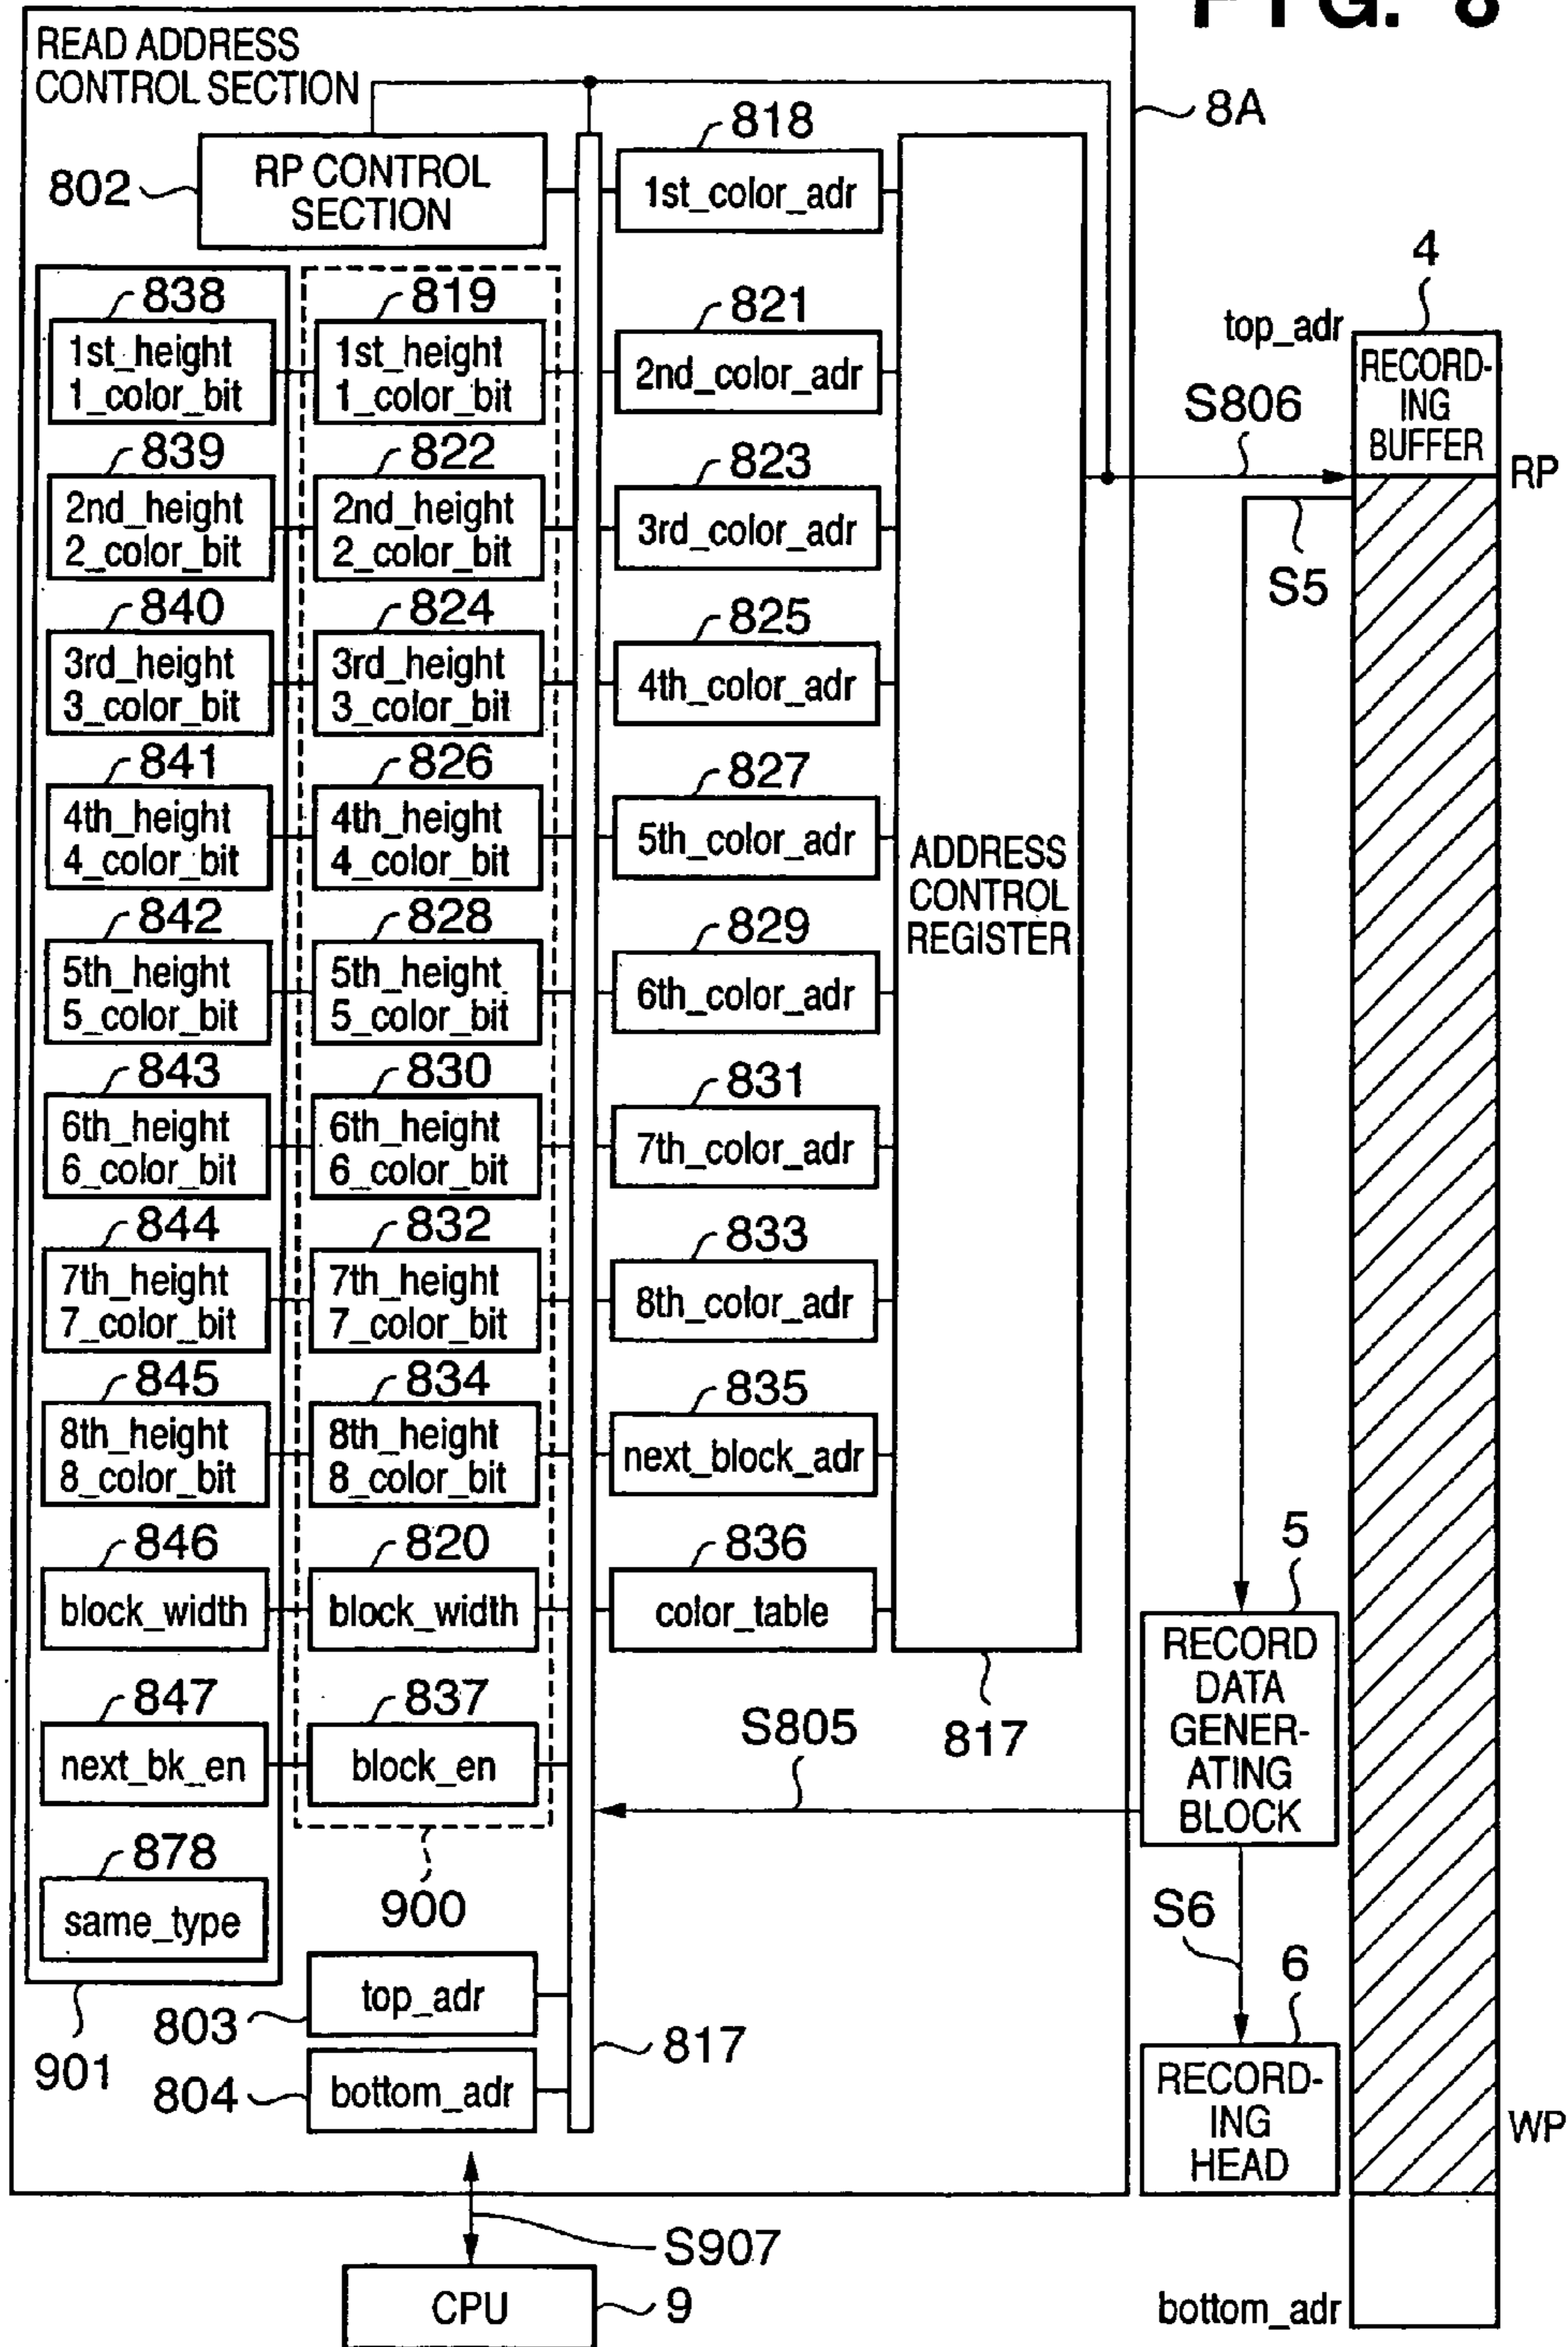 FIG. 8
READ ADDRESS
CONTROL SECTION
8A
802
RP CONTROL
SECTION
818
1st_color_adr
838
1st_height
1_color_bit
819
1st_height
1_color_bit
821
2nd_color_adr
839
2nd_height
2_color_bit
822
2nd_height
2_color_bit
823
3rd_color_adr
840
3rd_height
3_color_bit
824
3rd_height
3_color_bit
825
4th_color_adr
841
4th_height
4_color_bit
826
4th_height
4_color_bit
827
5th_color_adr
842
5th_height
5_color_bit
828
5th_height
5_color_bit
829
6th_color_adr
843
6th_height
6_color_bit
830
6th_height
6_color_bit
831
7th_color_adr
844
7th_height
7_color_bit
832
7th_height
7_color_bit
833
8th_color_adr
845
8th_height
8_color_bit
834
8th_height
8_color_bit
835
next_block_adr
846
block_width
820
block_width
836
color_table
847
next_bk_en
837
block_en
878
same_type
900
901
803
top_adr
804
bottom_adr
817
ADDRESS
CONTROL
REGISTER
817
S805
S806
4
top_adr
RECORD-
ING
BUFFER
RP
S5
5
RECORD
DATA
GENER-
ATING
BLOCK
S6
6
RECORD-
ING
HEAD
WP
bottom_adr
S907
CPU
9